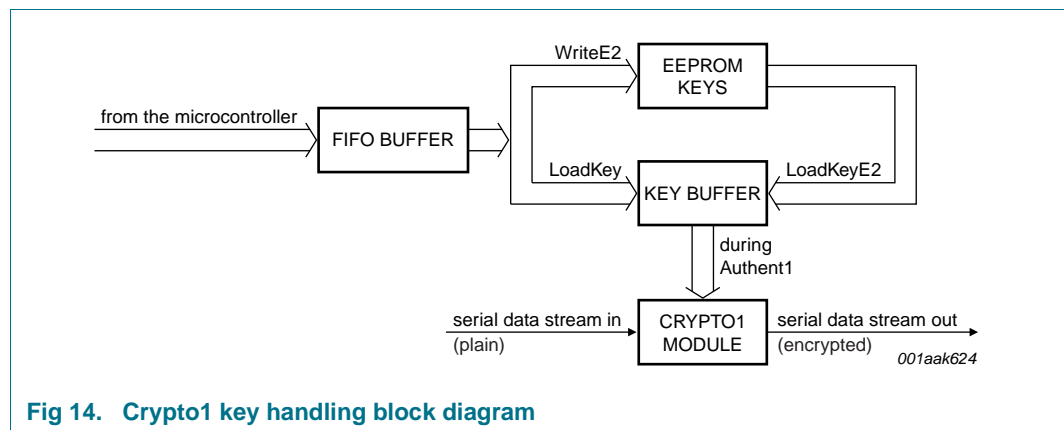 WriteE2
EEPROM
KEYS
from the microcontroller
FIFO BUFFER
LoadKey
KEY BUFFER
LoadKeyE2
during
Authent1
serial data stream in
(plain)
CRYPTO1
MODULE
serial data stream out
(encrypted)
001aak624
Fig 14. Crypto1 key handling block diagram